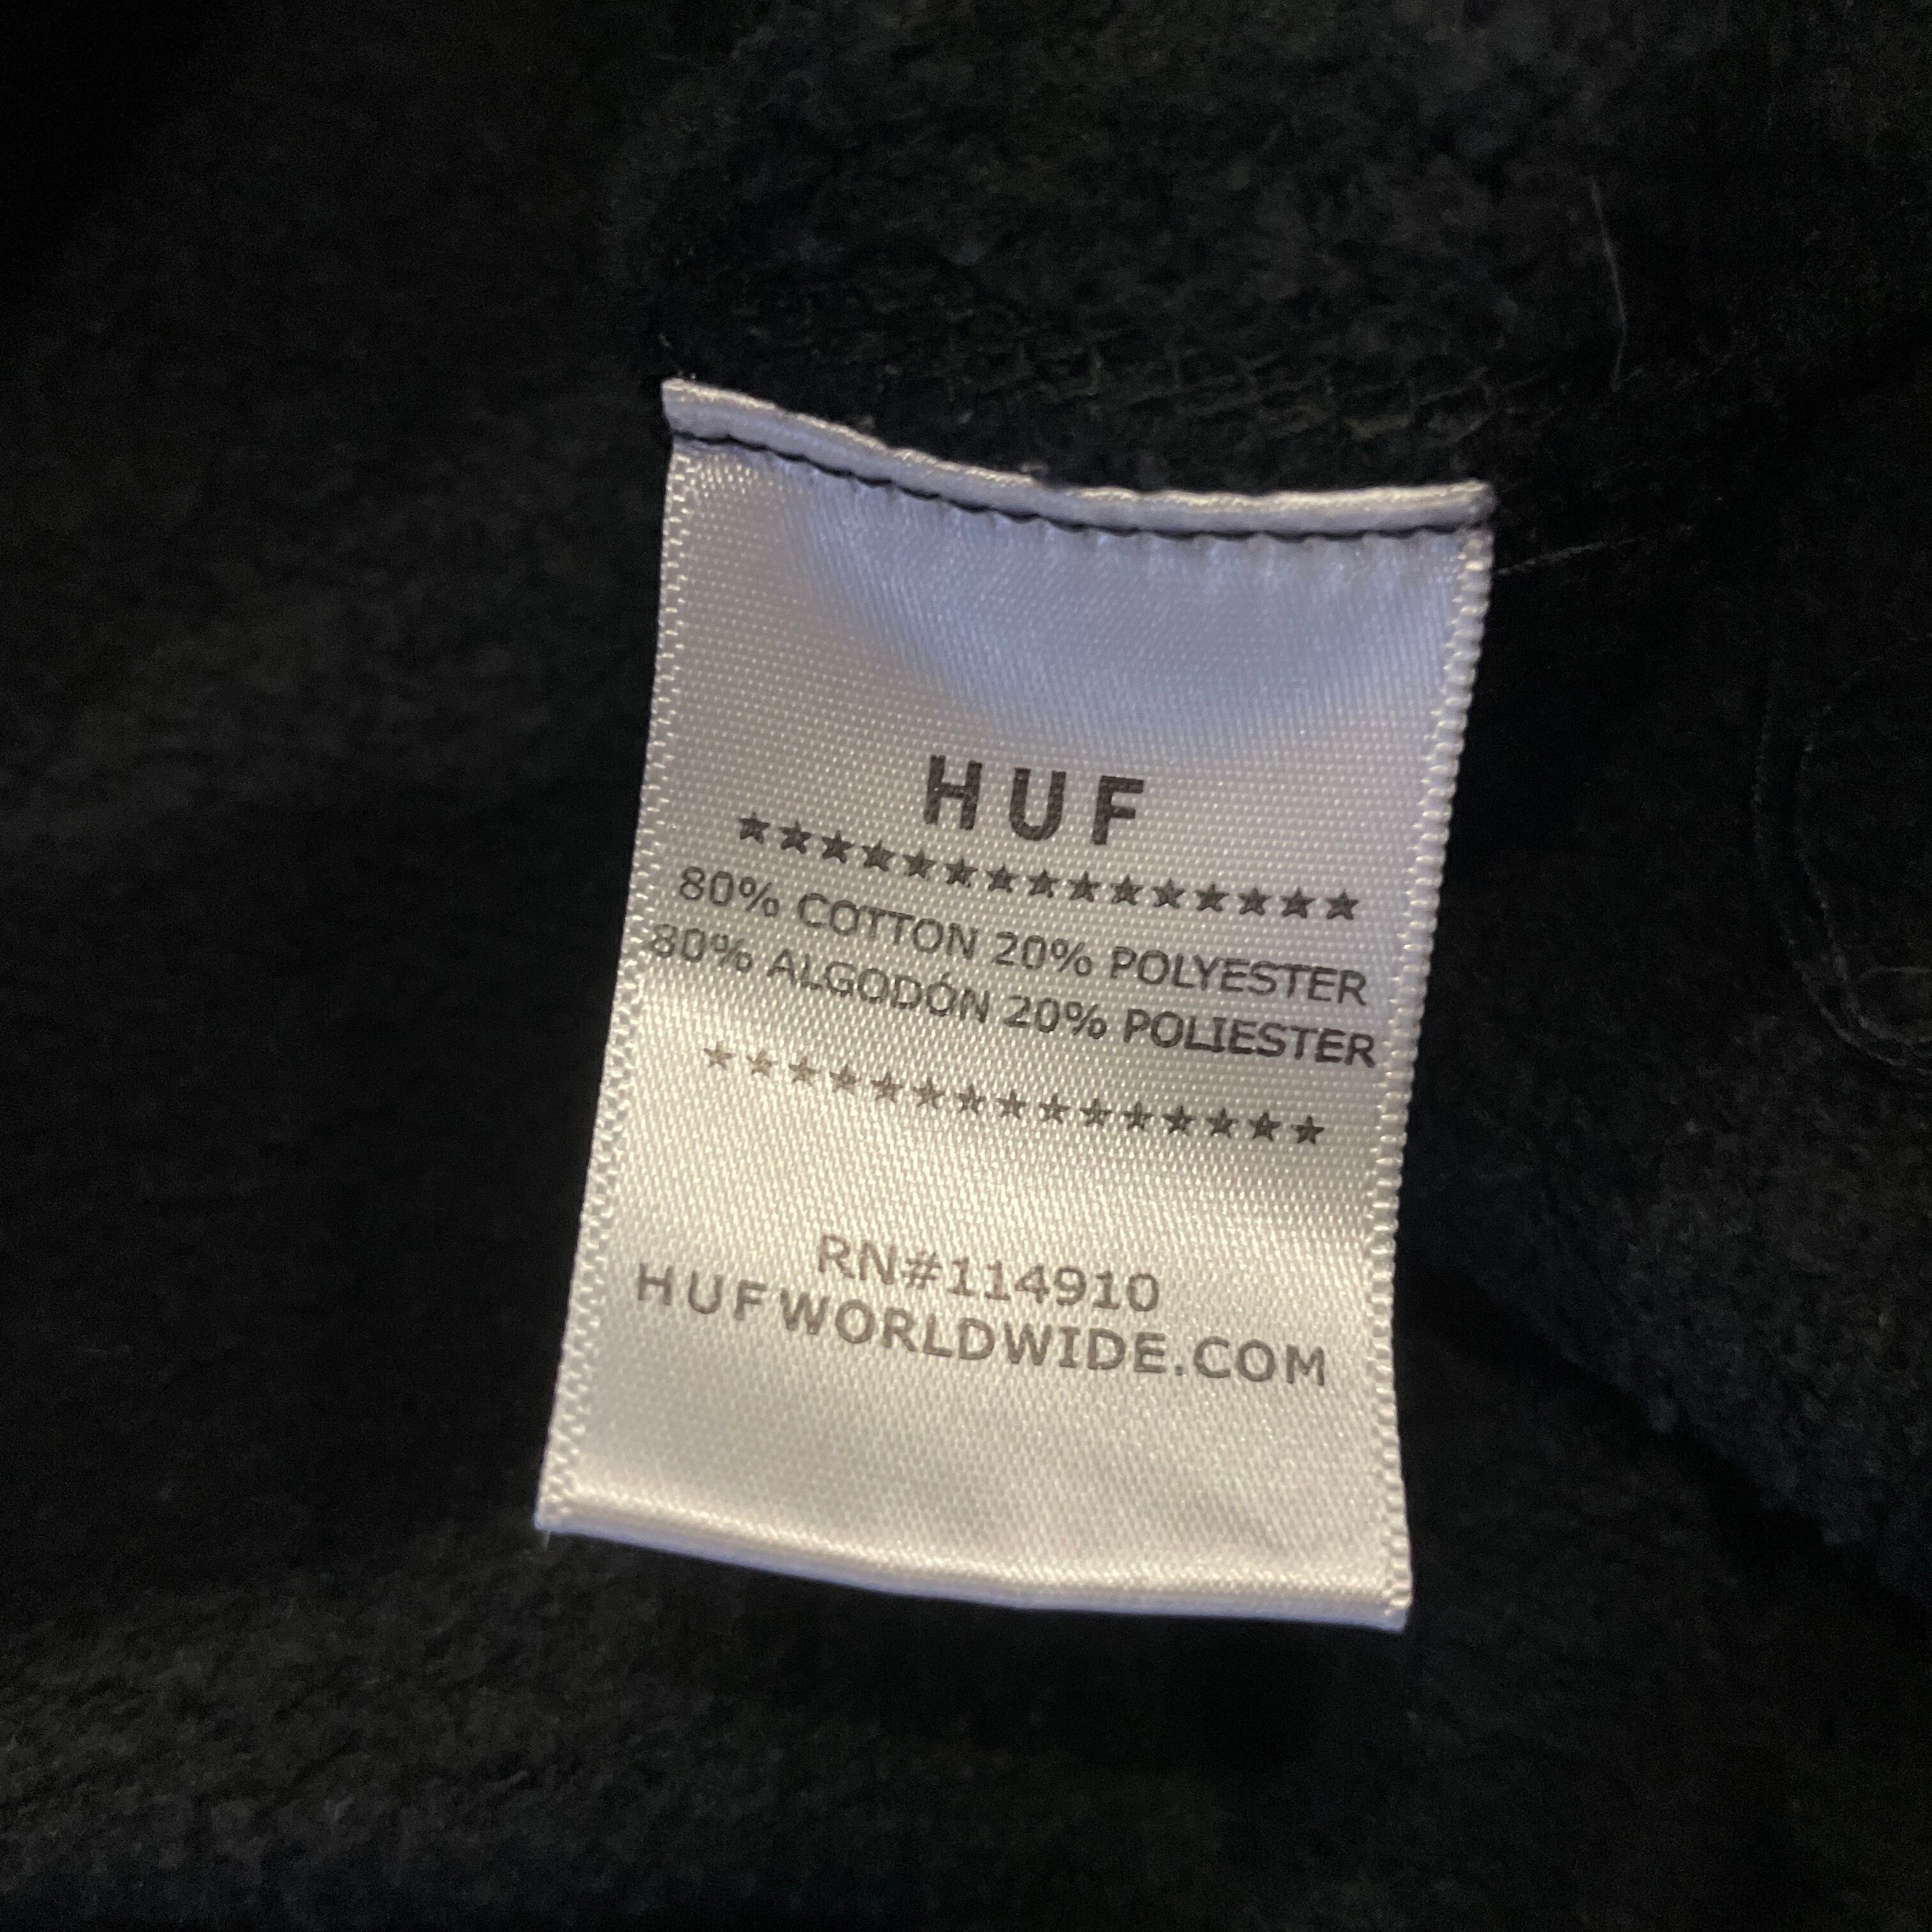 HUF
★★★★★★★★★★★★★★★
80% COTTON 20% POLYESTER
80% ALGODÓN 20% POLIESTER
★★★★★★★★★★★★★★★
RN#114910
HUFWORLDWIDE.COM